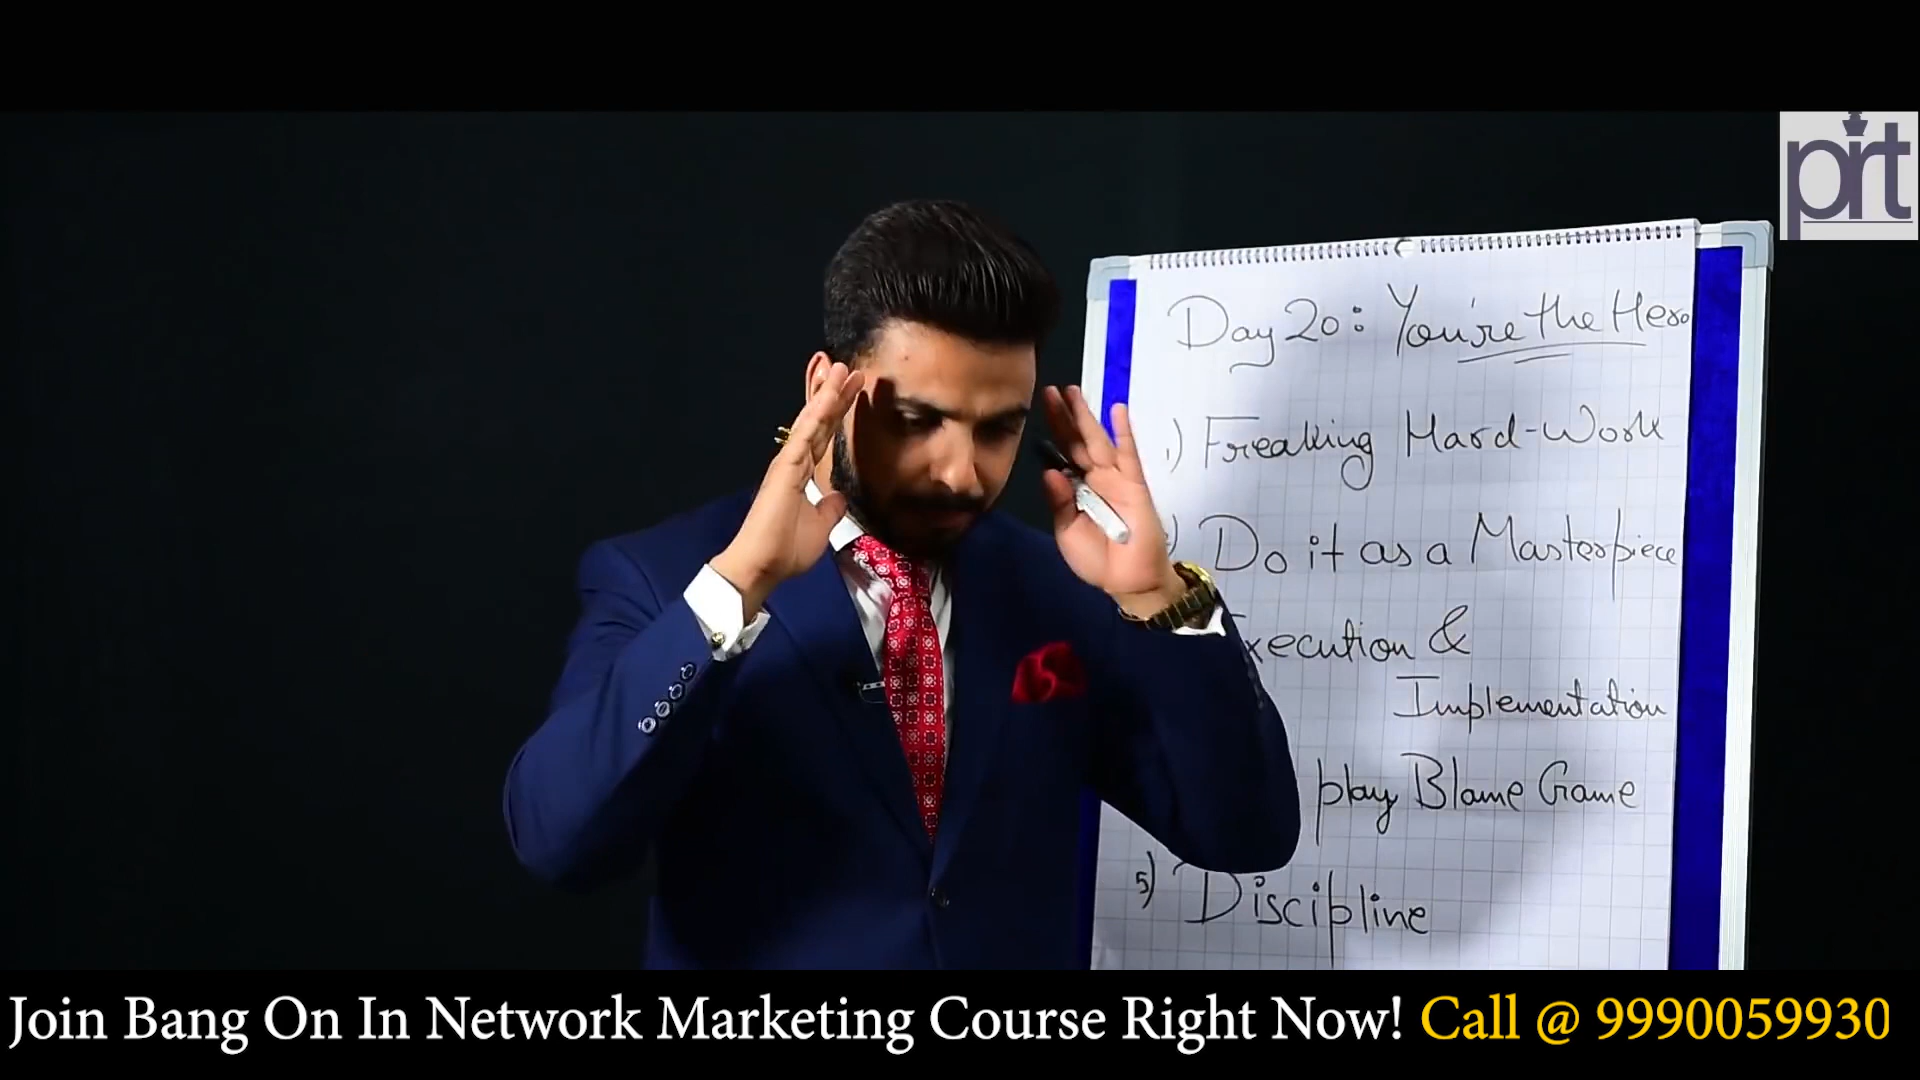 prt
Day 20: You're the Hero
1) Freaking Hard-Work
) Do it as a Masterpiece
xecution &
Implementation
play Blame Game
5) Discipline
Join Bang On In Network Marketing Course Right Now! Call @ 9990059930